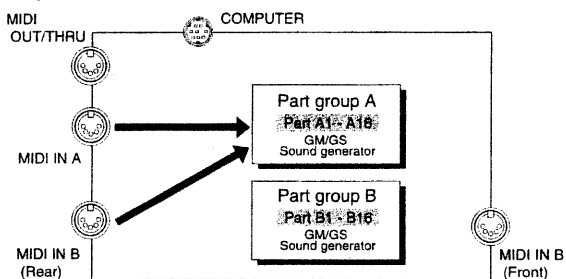 MIDI
OUT/THRU
COMPUTER
MIDI IN A
Part group A
Part A1 - A16
GM/GS
Sound generator
Part group B
Part B1 - B16
GM/GS
Sound generator
MIDI IN B
(Rear)
MIDI IN B
(Front)